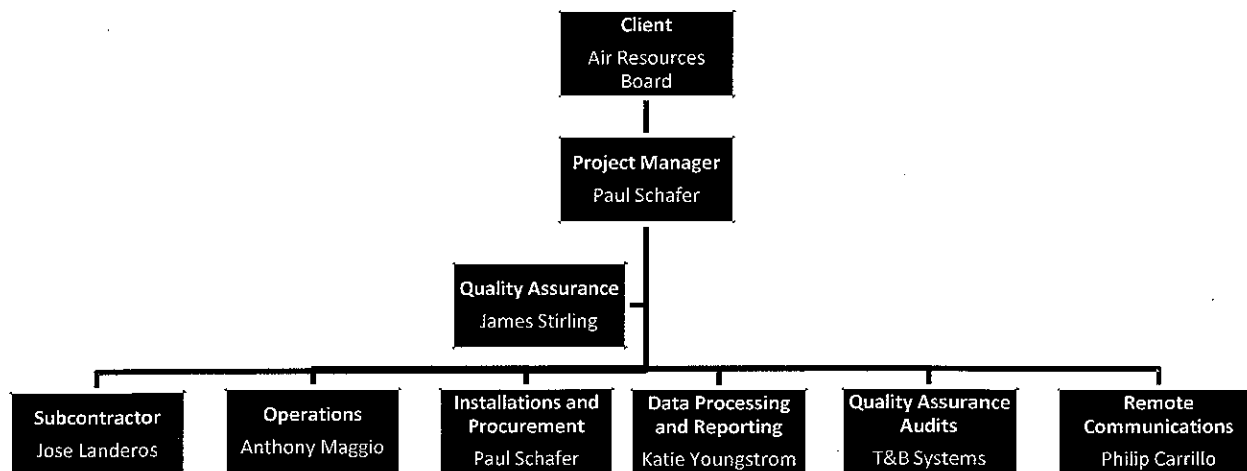 Client
Air Resources
Board
Project Manager
Paul Schafer
Quality Assurance
James Stirling
Subcontractor
Jose Landeros
Operations
Anthony Maggio
Installations and
Procurement
Paul Schafer
Data Processing
and Reporting
Katie Youngstrom
Quality Assurance
Audits
T&B Systems
Remote
Communications
Philip Carrillo